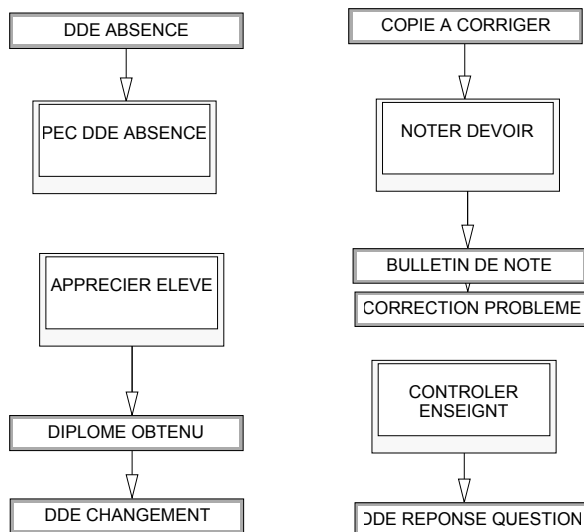 DDE ABSENCE
PEC DDE ABSENCE
APPRECIER ELEVE
DIPLOME OBTENU
DDE CHANGEMENT
COPIE A CORRIGER
NOTER DEVOIR
BULLETIN DE NOTE
CORRECTION PROBLEME
CONTROLER
ENSEIGNT
DDE REPONSE QUESTION